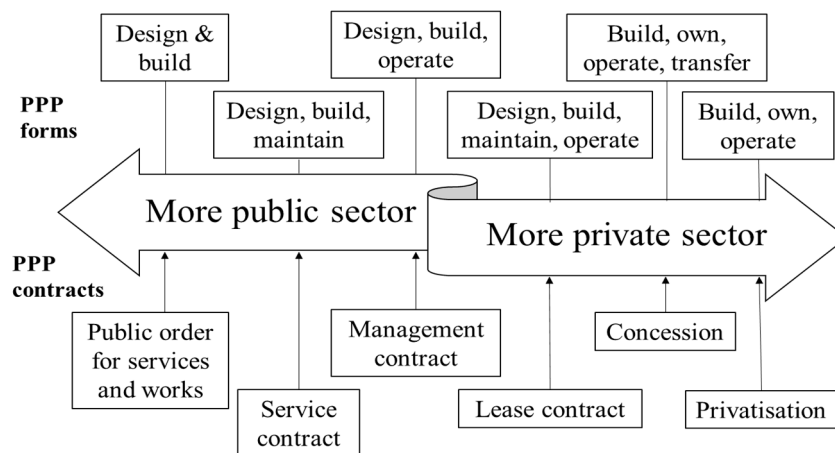 Design &
build
Design, build,
operate
Build, own,
operate, transfer
PPP
forms
Design, build,
maintain
Design, build,
maintain, operate
Build, own,
operate
More public sector
More private sector
PPP
contracts
Public order
for services
and works
Service
contract
Management
contract
Lease contract
Concession
Privatisation